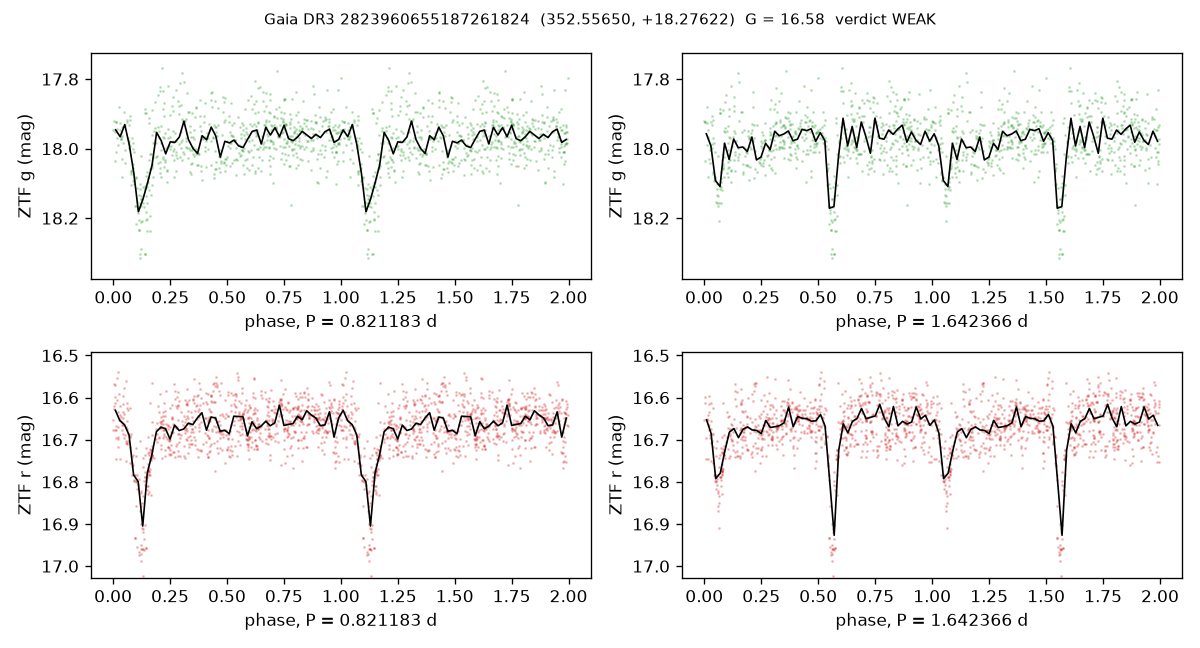 Gaia DR3 2823960655187261824 (352.55650, +18.27622) G = 16.58 verdict WEAK
ZTF g (mag)
17.8
18.0
18.2
0.00 0.25 0.50 0.75 1.00 1.25 1.50 1.75 2.00
phase, P = 0.821183 d
17.8
18.0
18.2
ZTF g (mag)
0.00 0.25 0.50 0.75 1.00 1.25 1.50 1.75 2.00
phase, P = 1.642366 d
ZTF r (mag)
16.5
16.6
16.7
16.8
16.9
17.0
0.00 0.25 0.50 0.75 1.00 1.25 1.50 1.75 2.00
phase, P = 0.821183 d
ZTF r (mag)
16.5
16.6
16.7
16.8
16.9
17.0
0.00 0.25 0.50 0.75 1.00 1.25 1.50 1.75 2.00
phase, P = 1.642366 d